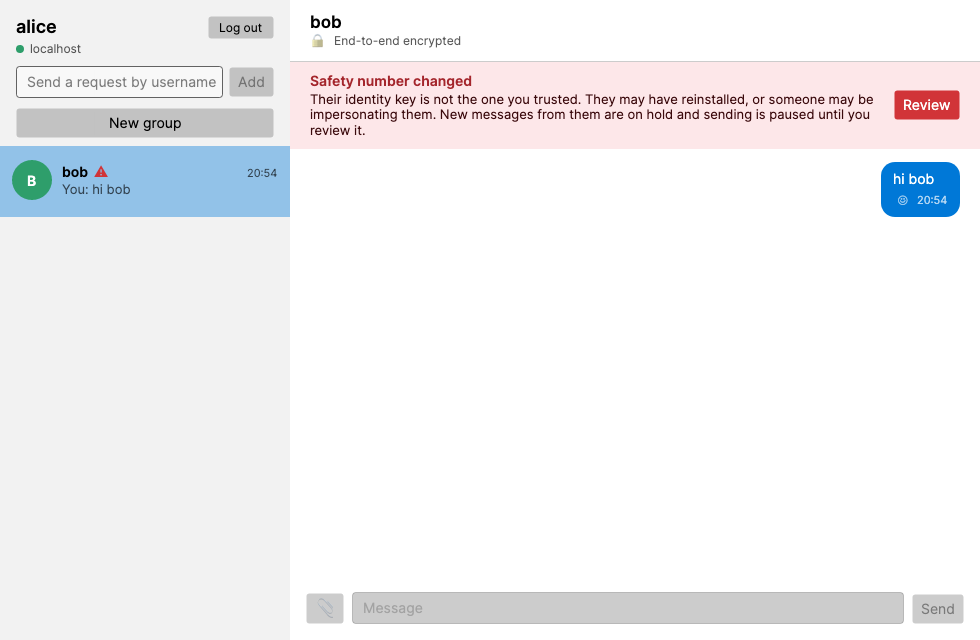 alice
Log out
localhost
Send a request by username
Add
New group
B
bob
20:54
You: hi bob
bob
End-to-end encrypted
Safety number changed
Their identity key is not the one you trusted. They may have reinstalled, or someone may be
impersonating them. New messages from them are on hold and sending is paused until you
review it.
Review
hi bob
20:54
Message
Send